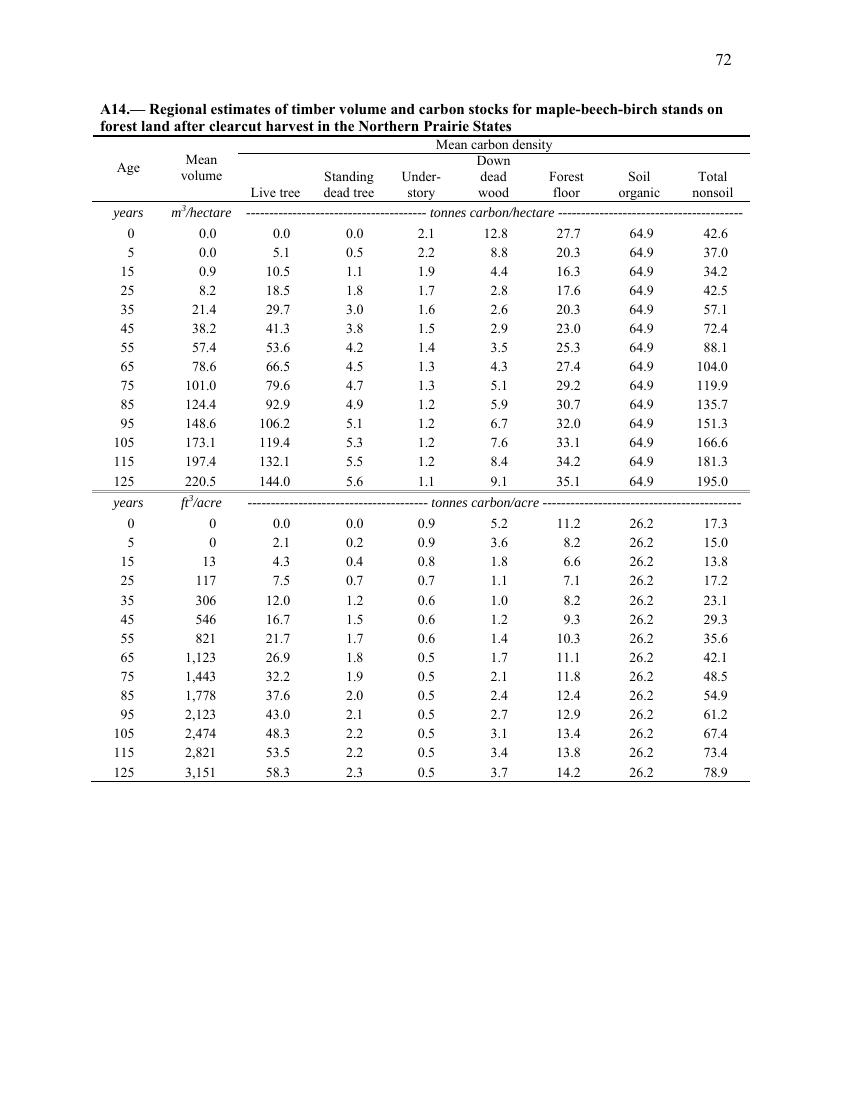 72
A14.— Regional estimates of timber volume and carbon stocks for maple-beech-birch stands on
forest land after clearcut harvest in the Northern Prairie States
Mean carbon density
Age Mean volume Live tree Standing dead tree Under-story Down dead wood Forest floor Soil organic Total nonsoil
years m³/hectare --------------------------------------- tonnes carbon/hectare ----------------------------------------
0 0.0 0.0 0.0 2.1 12.8 27.7 64.9 42.6
5 0.0 5.1 0.5 2.2 8.8 20.3 64.9 37.0
15 0.9 10.5 1.1 1.9 4.4 16.3 64.9 34.2
25 8.2 18.5 1.8 1.7 2.8 17.6 64.9 42.5
35 21.4 29.7 3.0 1.6 2.6 20.3 64.9 57.1
45 38.2 41.3 3.8 1.5 2.9 23.0 64.9 72.4
55 57.4 53.6 4.2 1.4 3.5 25.3 64.9 88.1
65 78.6 66.5 4.5 1.3 4.3 27.4 64.9 104.0
75 101.0 79.6 4.7 1.3 5.1 29.2 64.9 119.9
85 124.4 92.9 4.9 1.2 5.9 30.7 64.9 135.7
95 148.6 106.2 5.1 1.2 6.7 32.0 64.9 151.3
105 173.1 119.4 5.3 1.2 7.6 33.1 64.9 166.6
115 197.4 132.1 5.5 1.2 8.4 34.2 64.9 181.3
125 220.5 144.0 5.6 1.1 9.1 35.1 64.9 195.0
years ft³/acre --------------------------------------- tonnes carbon/acre -------------------------------------------
0 0 0.0 0.0 0.9 5.2 11.2 26.2 17.3
5 0 2.1 0.2 0.9 3.6 8.2 26.2 15.0
15 13 4.3 0.4 0.8 1.8 6.6 26.2 13.8
25 117 7.5 0.7 0.7 1.1 7.1 26.2 17.2
35 306 12.0 1.2 0.6 1.0 8.2 26.2 23.1
45 546 16.7 1.5 0.6 1.2 9.3 26.2 29.3
55 821 21.7 1.7 0.6 1.4 10.3 26.2 35.6
65 1,123 26.9 1.8 0.5 1.7 11.1 26.2 42.1
75 1,443 32.2 1.9 0.5 2.1 11.8 26.2 48.5
85 1,778 37.6 2.0 0.5 2.4 12.4 26.2 54.9
95 2,123 43.0 2.1 0.5 2.7 12.9 26.2 61.2
105 2,474 48.3 2.2 0.5 3.1 13.4 26.2 67.4
115 2,821 53.5 2.2 0.5 3.4 13.8 26.2 73.4
125 3,151 58.3 2.3 0.5 3.7 14.2 26.2 78.9